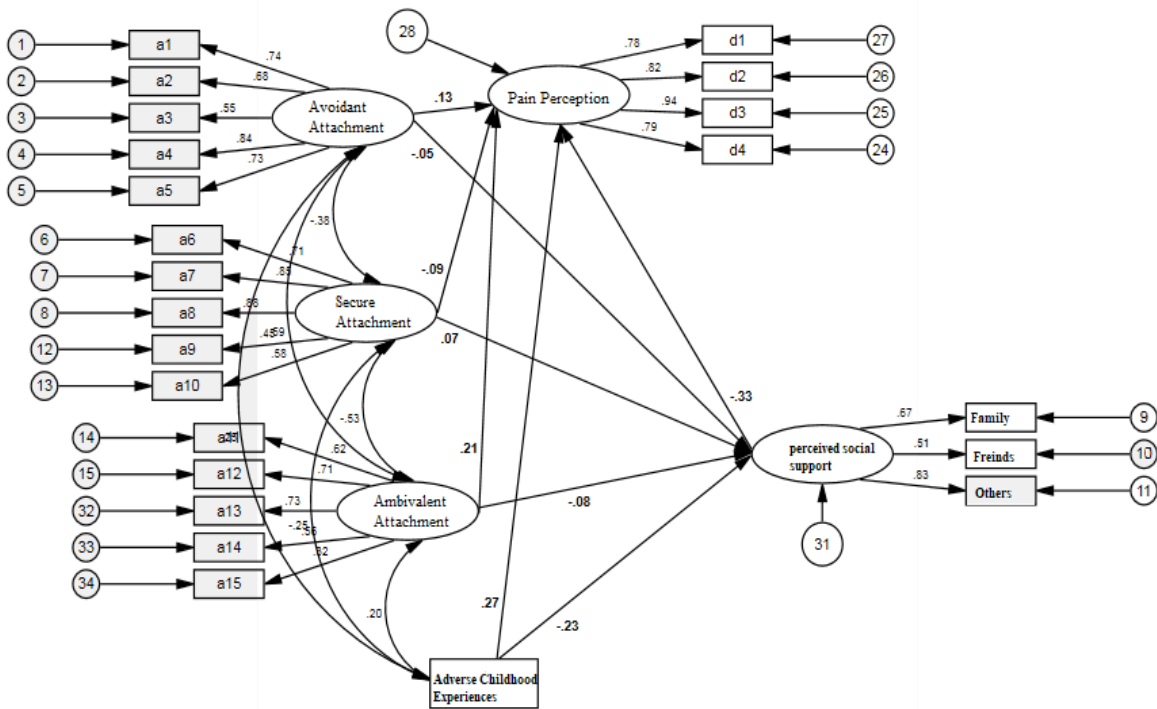 28
1
a1
.74
.78
d1
27
2
a2
.68
.82
d2
26
Pain Perception
3
a3
.55
Avoidant
Attachment
.13
.94
d3
25
4
a4
.84
.79
d4
24
5
a5
.73
-.05
-.38
6
a6
.71
7
a7
.85
-.09
8
a8
.88
Secure
Attachment
12
a9
.59
.07
13
a10
.58
-.33
-.53
14
.62
.21
15
a12
.71
32
a13
.73
Ambivalent
Attachment
-.08
33
a14
-.25
34
a15
.20
.27
-.23
perceived social
support
.67
Family
9
.51
Freinds
10
.83
Others
11
31
Adverse Childhood
Experiences